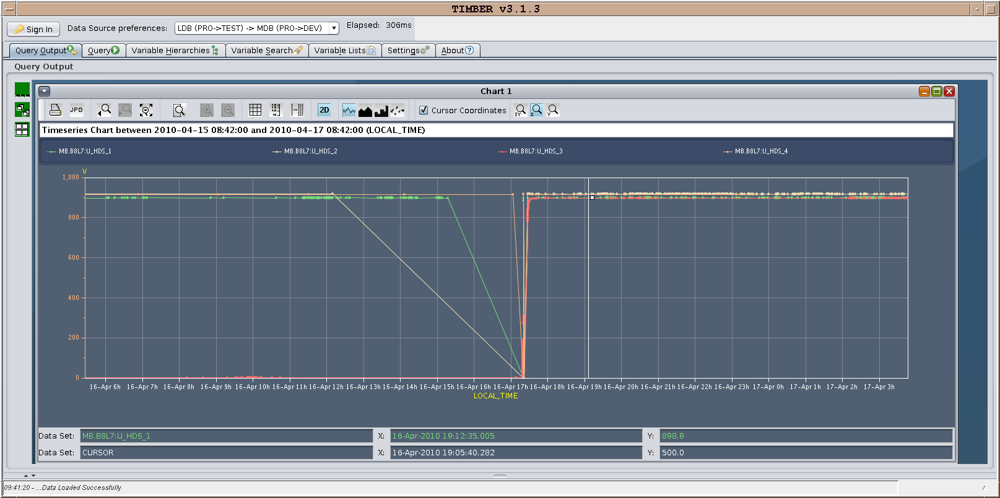 TIMBER v3.1.3
Sign In Data Source preferences: LDB (PRO->TEST) -> MDB (PRO->DEV) Elapsed: 306ms
Query Output Query Variable Hierarchies Variable Search Variable Lists Settings About
Query Output
Chart 1
JPG 2D Cursor Coordinates XY X Y
Timeseries Chart between 2010-04-15 08:42:00 and 2010-04-17 08:42:00 (LOCAL_TIME)
MB.B8L7:U_HDS_1 MB.B8L7:U_HDS_2 MB.B8L7:U_HDS_3 MB.B8L7:U_HDS_4
V
1,000
800
600
400
200
0
16-Apr 6h 16-Apr 7h 16-Apr 8h 16-Apr 9h 16-Apr 10h 16-Apr 11h 16-Apr 12h 16-Apr 13h 16-Apr 14h 16-Apr 15h 16-Apr 16h 16-Apr 17h 16-Apr 18h 16-Apr 19h 16-Apr 20h 16-Apr 21h 16-Apr 22h 16-Apr 23h 17-Apr 0h 17-Apr 1h 17-Apr 2h 17-Apr 3h
LOCAL_TIME
Data Set: MB.B8L7:U_HDS_1 X: 16-Apr-2010 19:12:35.005 Y: 898.9
Data Set: CURSOR X: 16-Apr-2010 19:05:40.282 Y: 500.0
09:41:20 - ...Data Loaded Successfully /